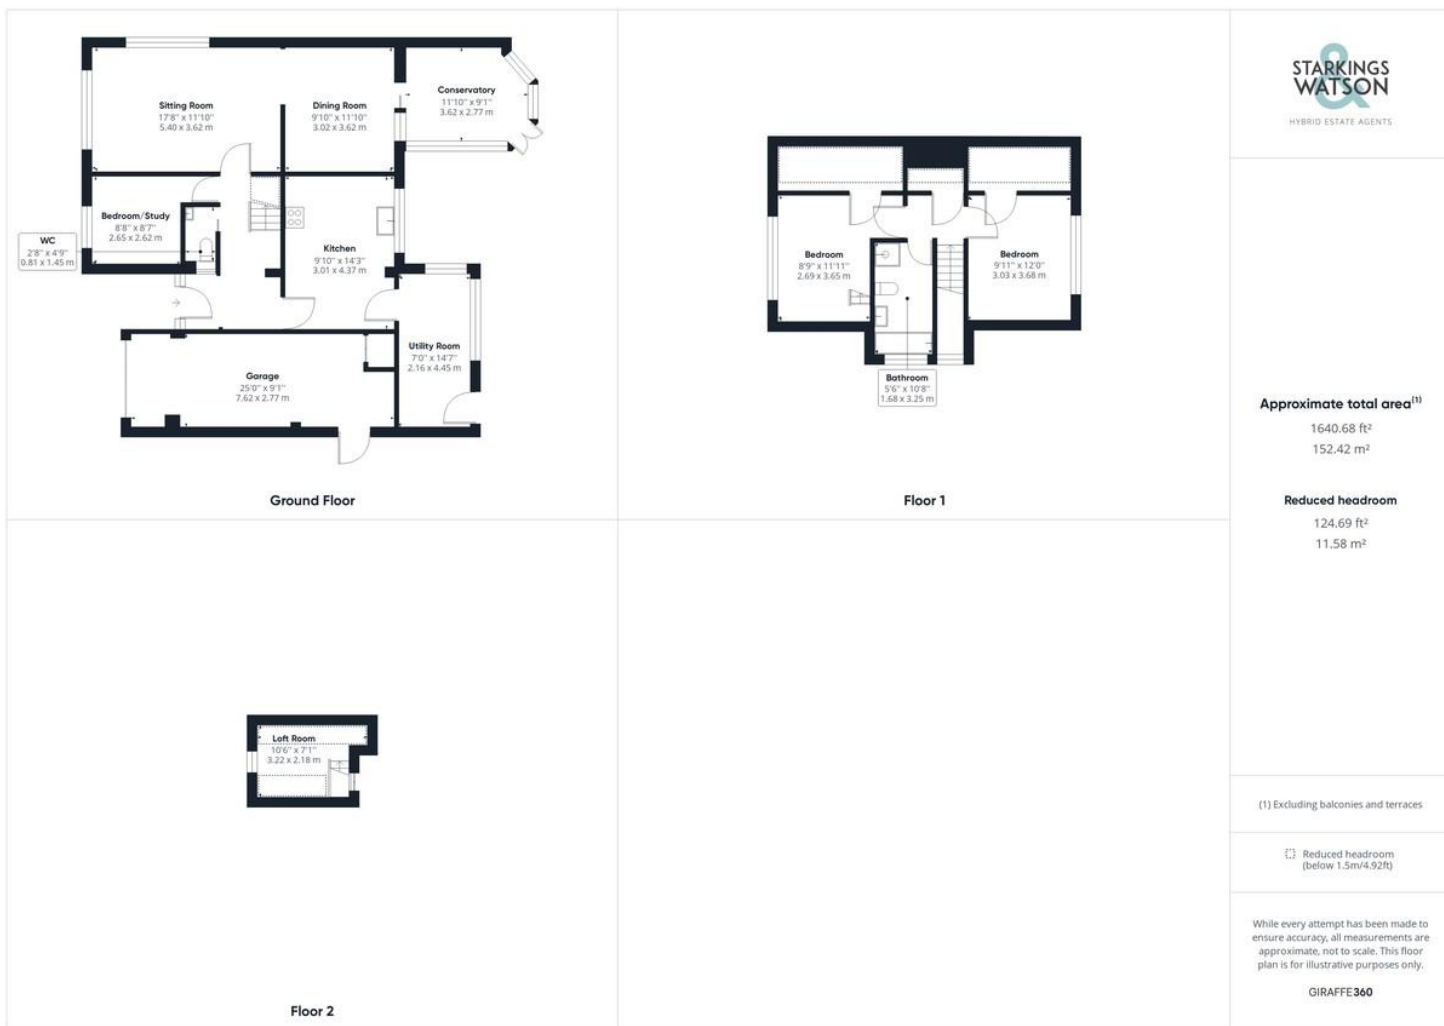 Sitting Room
17'8" x 11'10"
5.40 x 3.62 m
Dining Room
9'10" x 11'10"
3.02 x 3.62 m
Conservatory
11'10" x 9'1"
3.62 x 2.77 m
Bedroom/Study
8'8" x 8'7"
2.65 x 2.62 m
WC
2'8" x 4'9"
0.81 x 1.45 m
Kitchen
9'10" x 14'3"
3.01 x 4.37 m
Utility Room
7'0" x 14'7"
2.16 x 4.45 m
Garage
25'0" x 9'1"
7.62 x 2.77 m
Ground Floor
Bedroom
8'9" x 11'11"
2.69 x 3.65 m
Bedroom
9'11" x 12'0"
3.03 x 3.68 m
Bathroom
5'6" x 10'8"
1.68 x 3.25 m
Floor 1
Loft Room
10'6" x 7'1"
3.22 x 2.18 m
Floor 2
&
STARKINGS
WATSON
HYBRID ESTATE AGENTS
Approximate total area(1)
1640.68 ft²
152.42 m²
Reduced headroom
124.69 ft²
11.58 m²
(1) Excluding balconies and terraces
Reduced headroom
(below 1.5m/4.92ft)
While every attempt has been made to
ensure accuracy, all measurements are
approximate, not to scale. This floor
plan is for illustrative purposes only.
GIRAFFE360